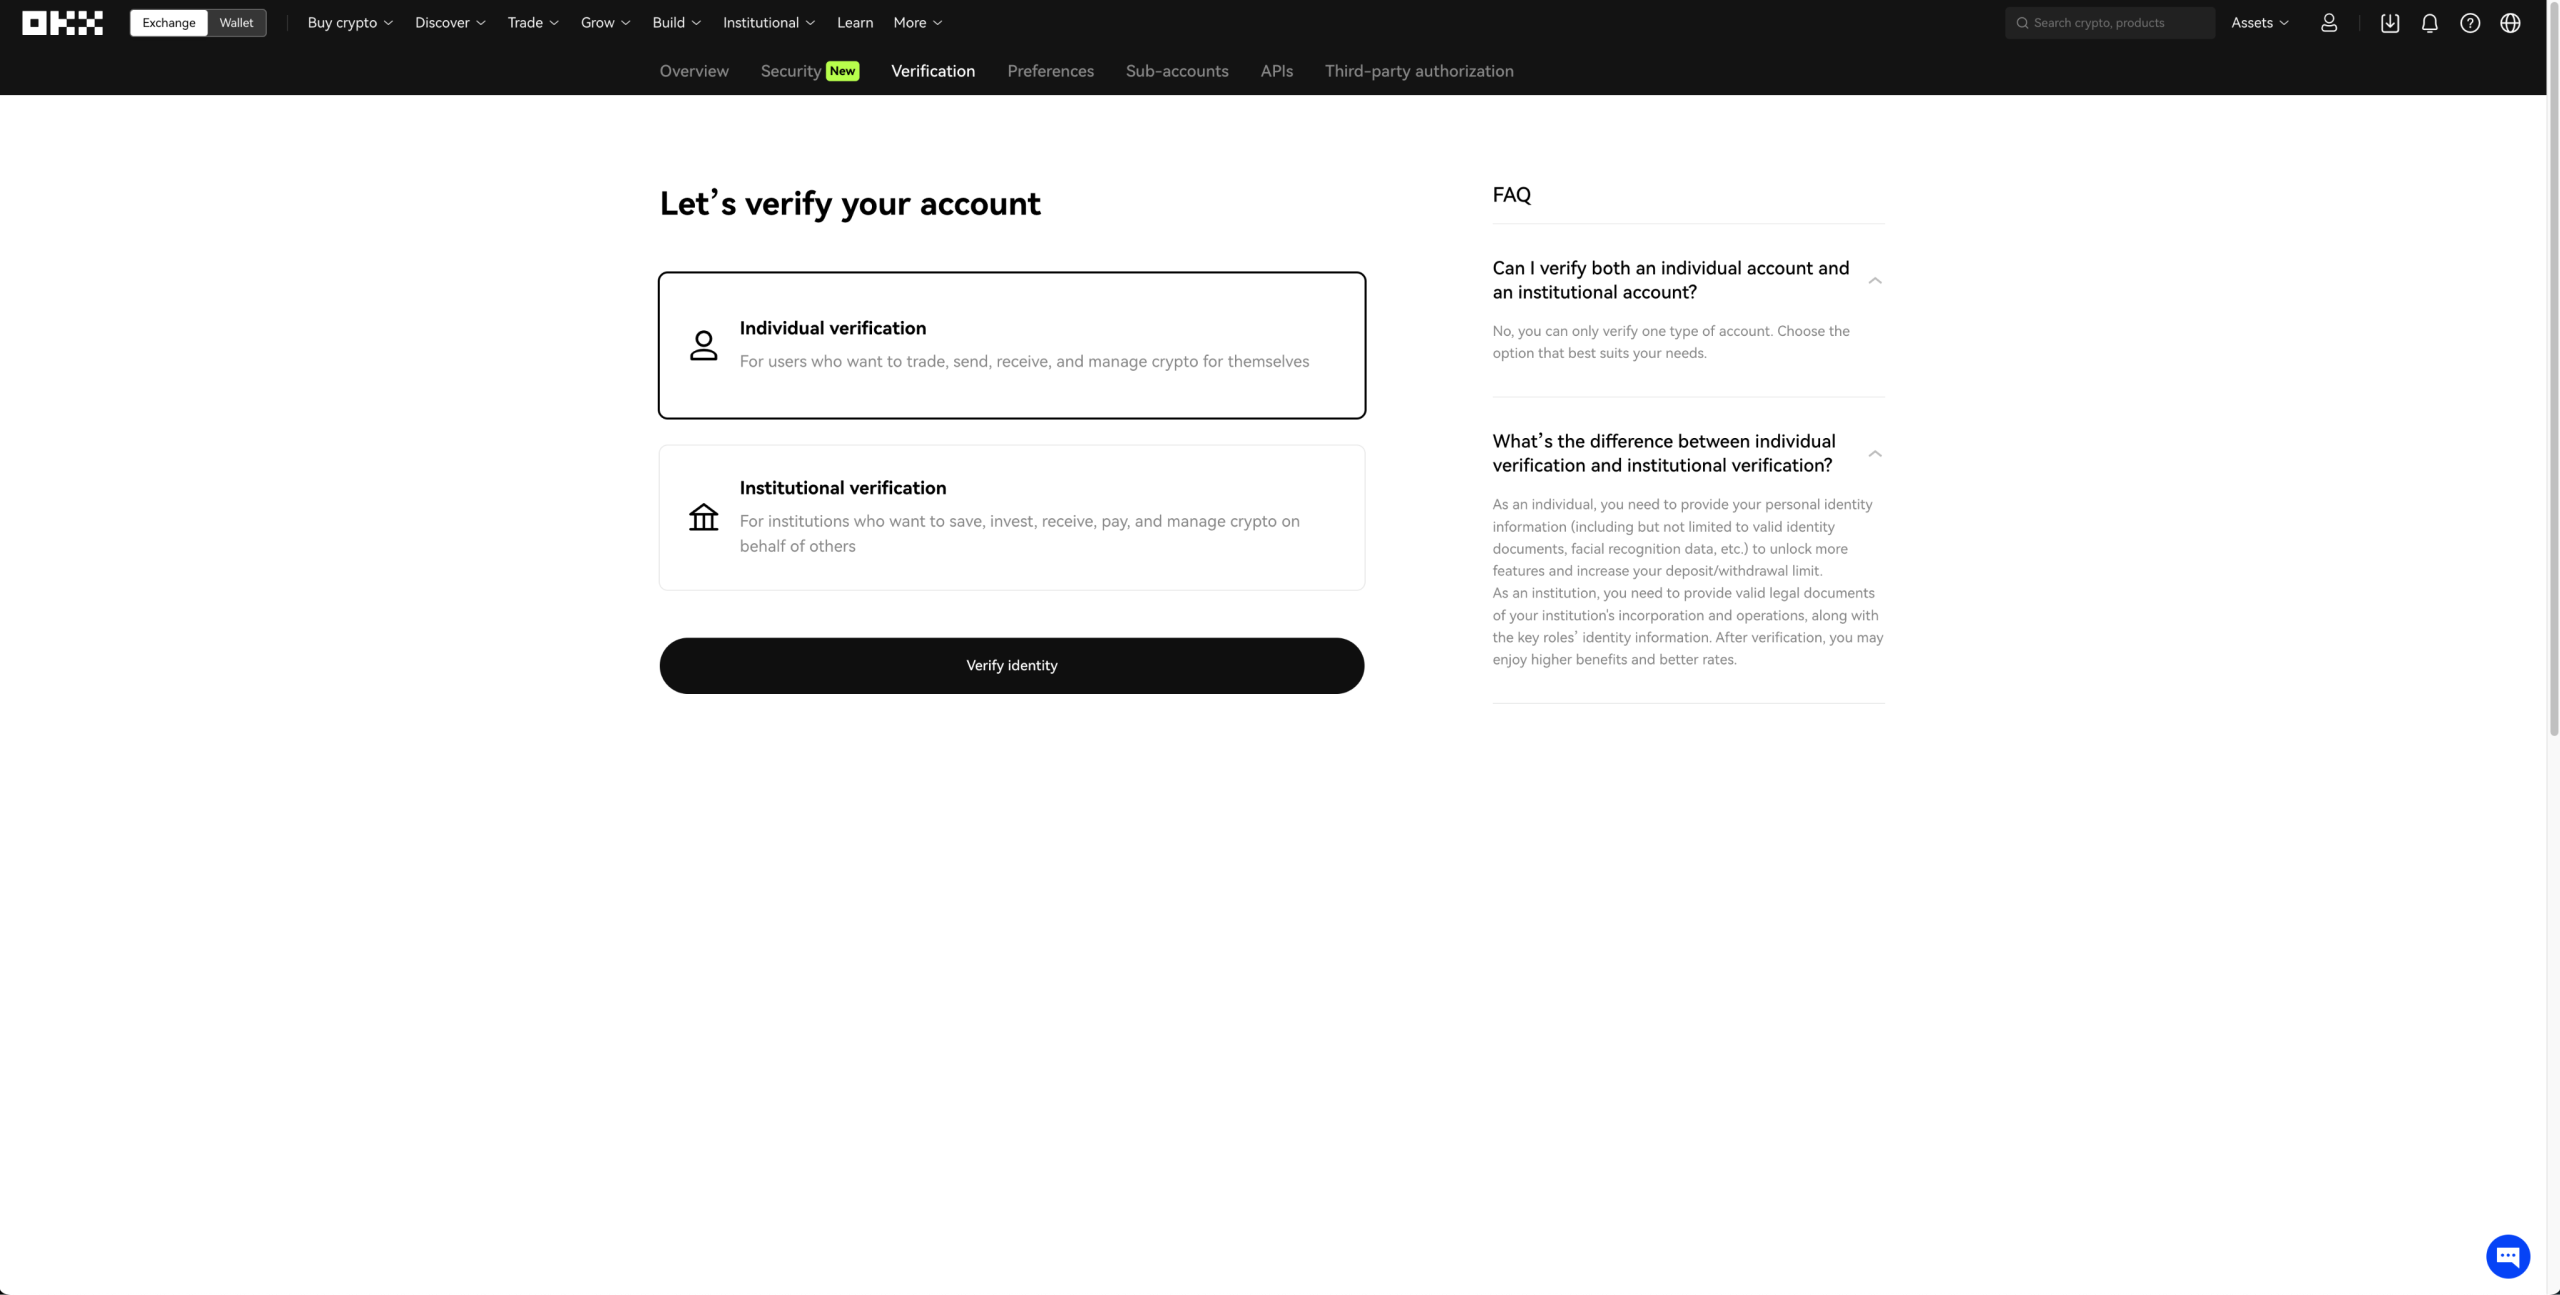 OKX
Exchange Wallet Buy crypto Discover Trade Grow Build Institutional Learn More Search crypto, products Assets
Overview Security New Verification Preferences Sub-accounts APIs Third-party authorization
Let’s verify your account
Individual verification
For users who want to trade, send, receive, and manage crypto for themselves
Institutional verification
For institutions who want to save, invest, receive, pay, and manage crypto on
behalf of others
Verify identity
FAQ
Can I verify both an individual account and
an institutional account?
No, you can only verify one type of account. Choose the
option that best suits your needs.
What’s the difference between individual
verification and institutional verification?
As an individual, you need to provide your personal identity
information (including but not limited to valid identity
documents, facial recognition data, etc.) to unlock more
features and increase your deposit/withdrawal limit.
As an institution, you need to provide valid legal documents
of your institution's incorporation and operations, along with
the key roles’ identity information. After verification, you may
enjoy higher benefits and better rates.